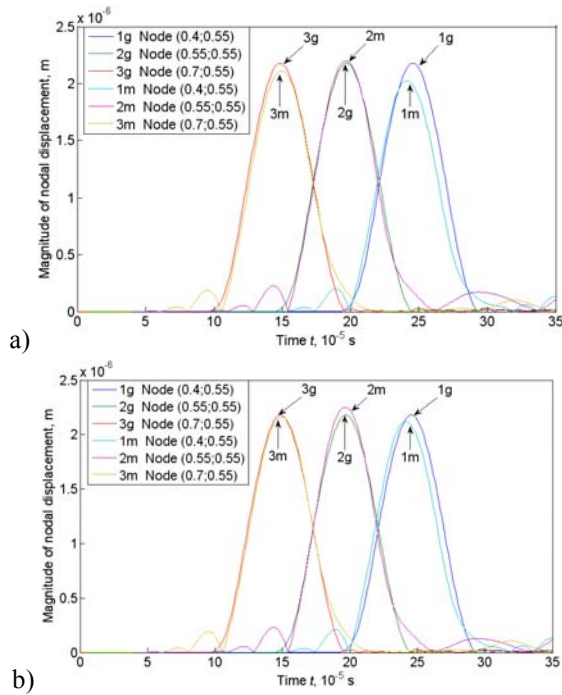 2.5 x 10⁻⁶
1g Node (0.4;0.55)
2g Node (0.55;0.55)
3g Node (0.7;0.55)
1m Node (0.4;0.55)
2m Node (0.55;0.55)
3m Node (0.7;0.55)
3g
2m
1g
3m
2g
1m
Magnitude of nodal displacement, m
2
1.5
1
0.5
0
0 5 10 15 20 25 30 35
Time t, 10⁻⁵ s
a)
2.5 x 10⁻⁶
1g Node (0.4;0.55)
2g Node (0.55;0.55)
3g Node (0.7;0.55)
1m Node (0.4;0.55)
2m Node (0.55;0.55)
3m Node (0.7;0.55)
3g
2m
1g
3m
2g
1m
Magnitude of nodal displacement, m
2
1.5
1
0.5
0
0 5 10 15 20 25 30 35
Time t, 10⁻⁵ s
b)